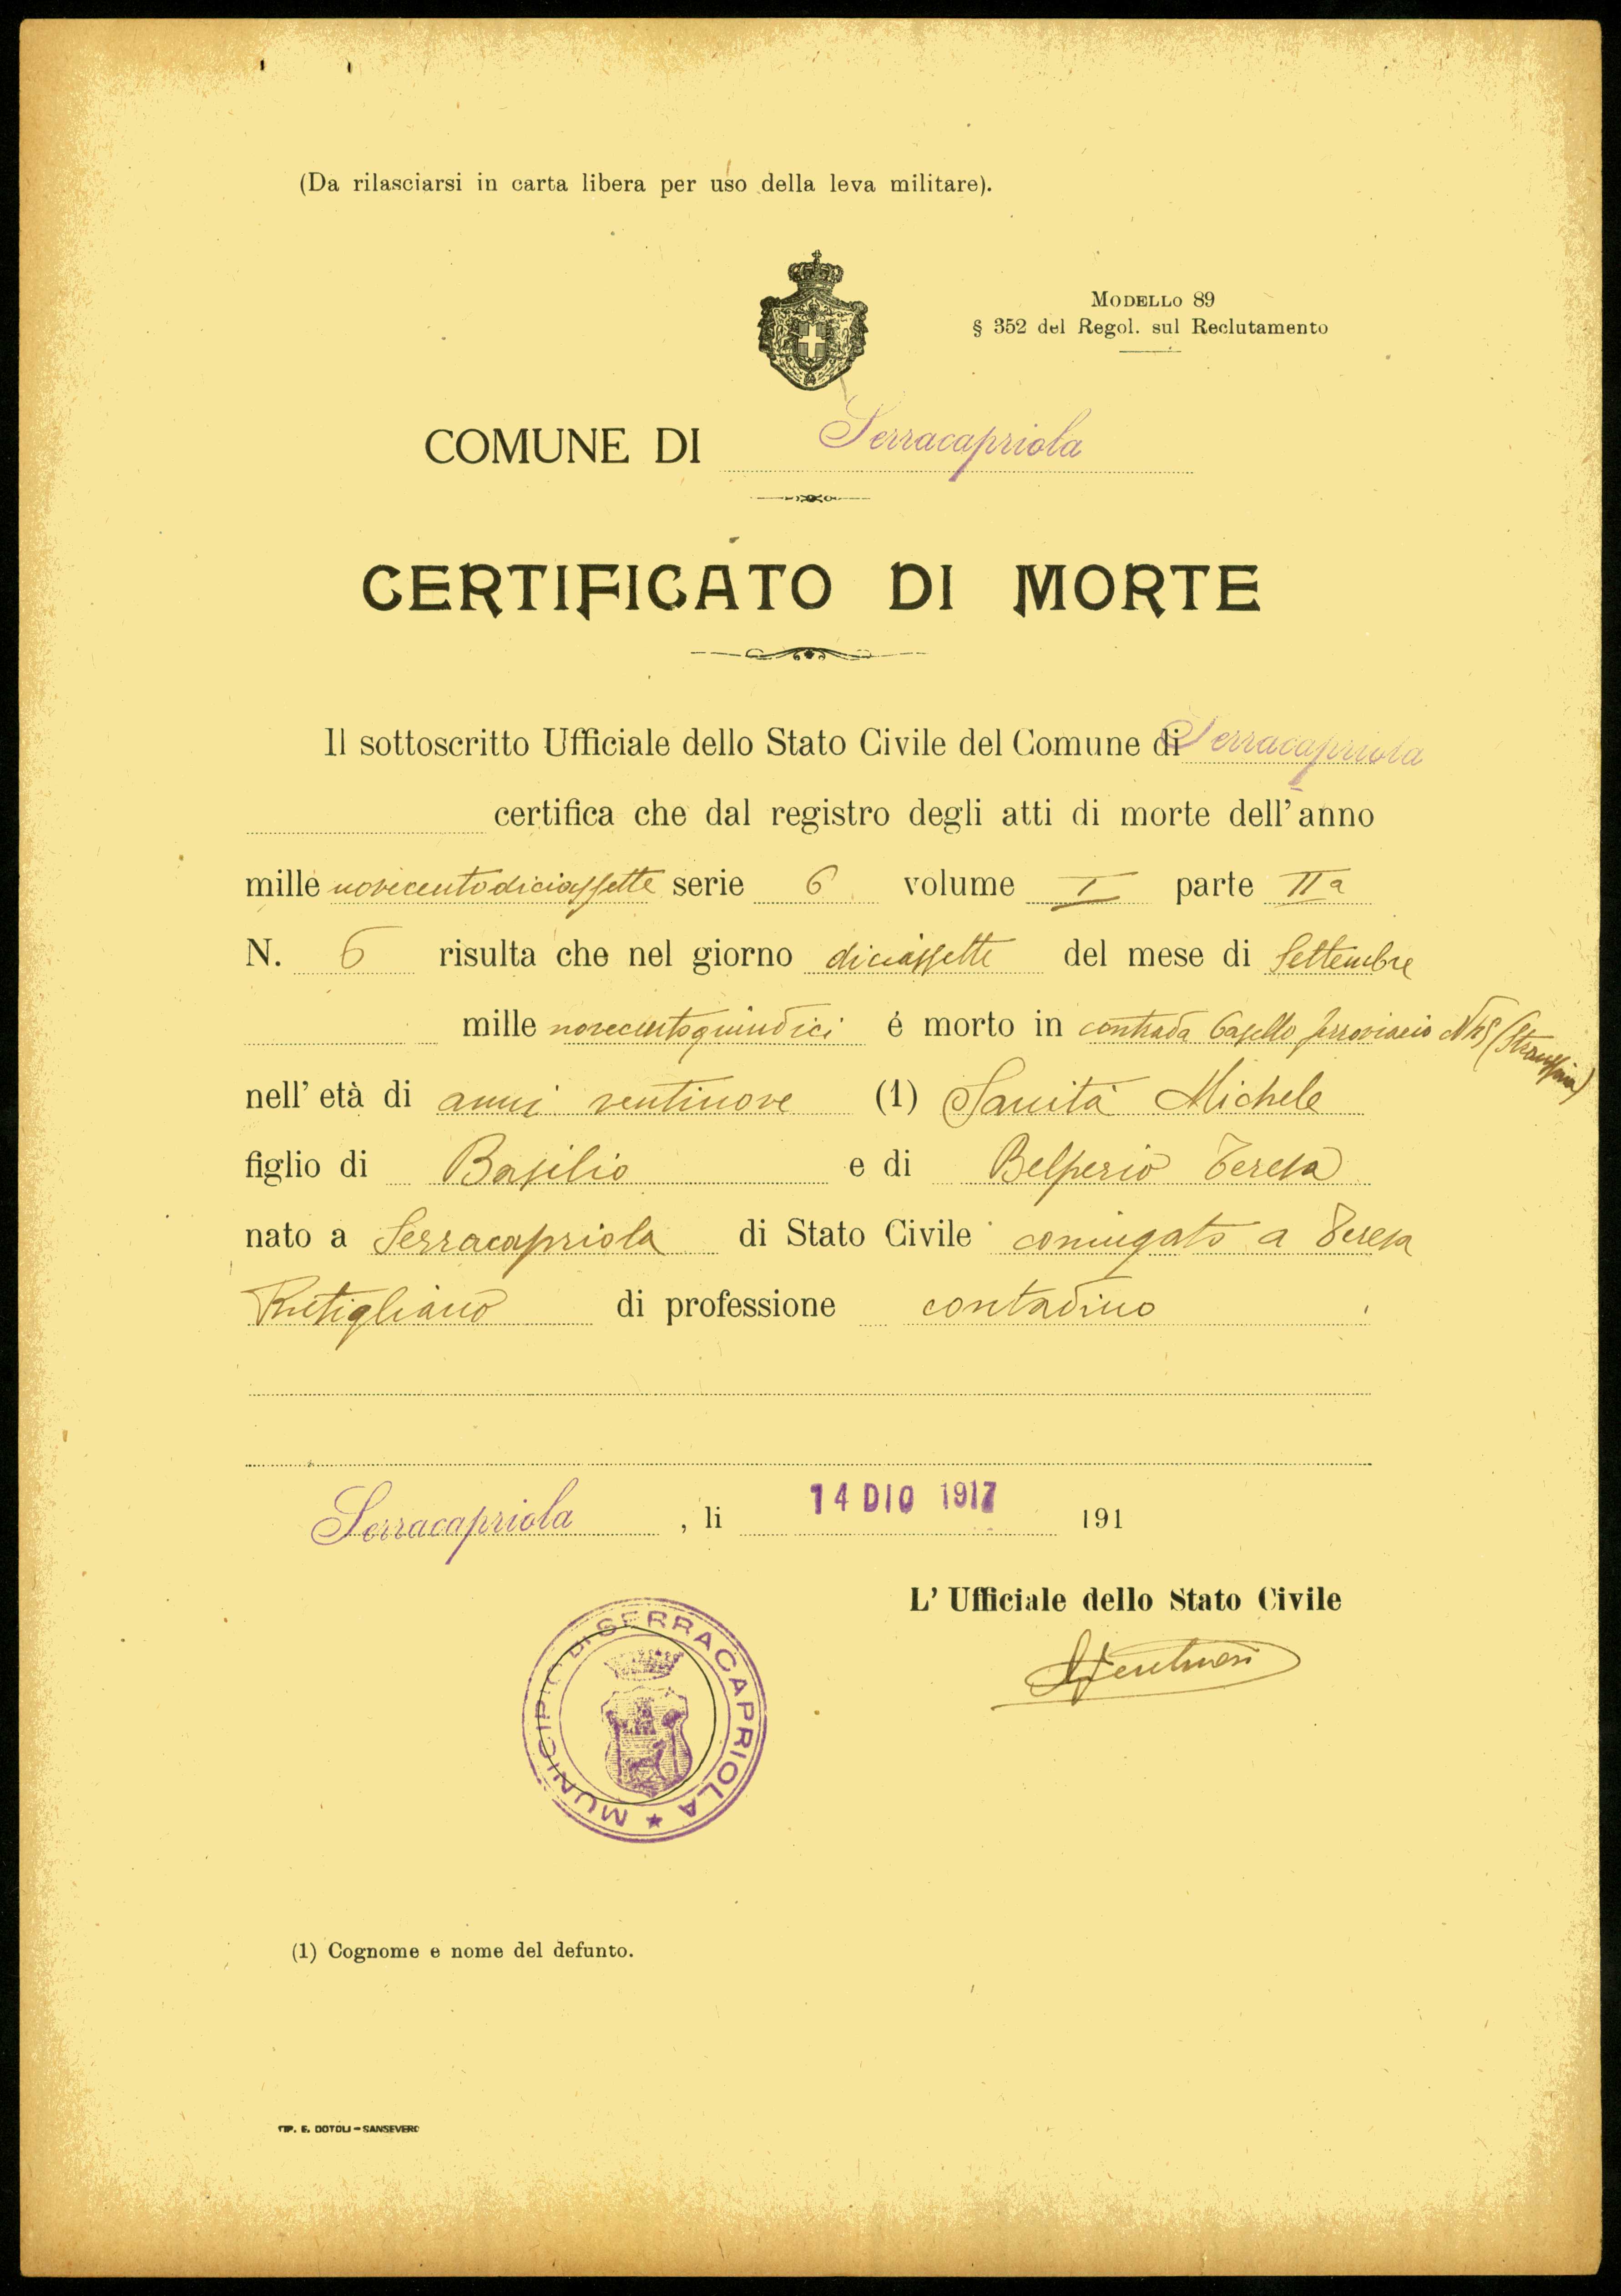 (Da rilasciarsi in carta libera per uso della leva militare).
MODELLO 89
§ 352 del Regol. sul Reclutamento
COMUNE DI Serracapriola
CERTIFICATO DI MORTE
Il sottoscritto Ufficiale dello Stato Civile del Comune di Serracapriola
certifica che dal registro degli atti di morte dell'anno
mille novecentodiciassette serie 6 volume I parte IIa
N. 6 risulta che nel giorno diciassette del mese di Settembre
mille novecentoquindici é morto in contrada Casello ferroviario
nell'età di anni ventinove (1) Sanità Michele
figlio di Basilio e di Belperio Teresa
nato a Serracapriola di Stato Civile coniugato a Teresa
Rutigliano di professione contadino
Serracapriola, li 14 DIC 1917 191
L'Ufficiale dello Stato Civile
MUNICIPIO DI SERRACAPRIOLA
(1) Cognome e nome del defunto.
TIP. E. DOTOLI - SANSEVERO